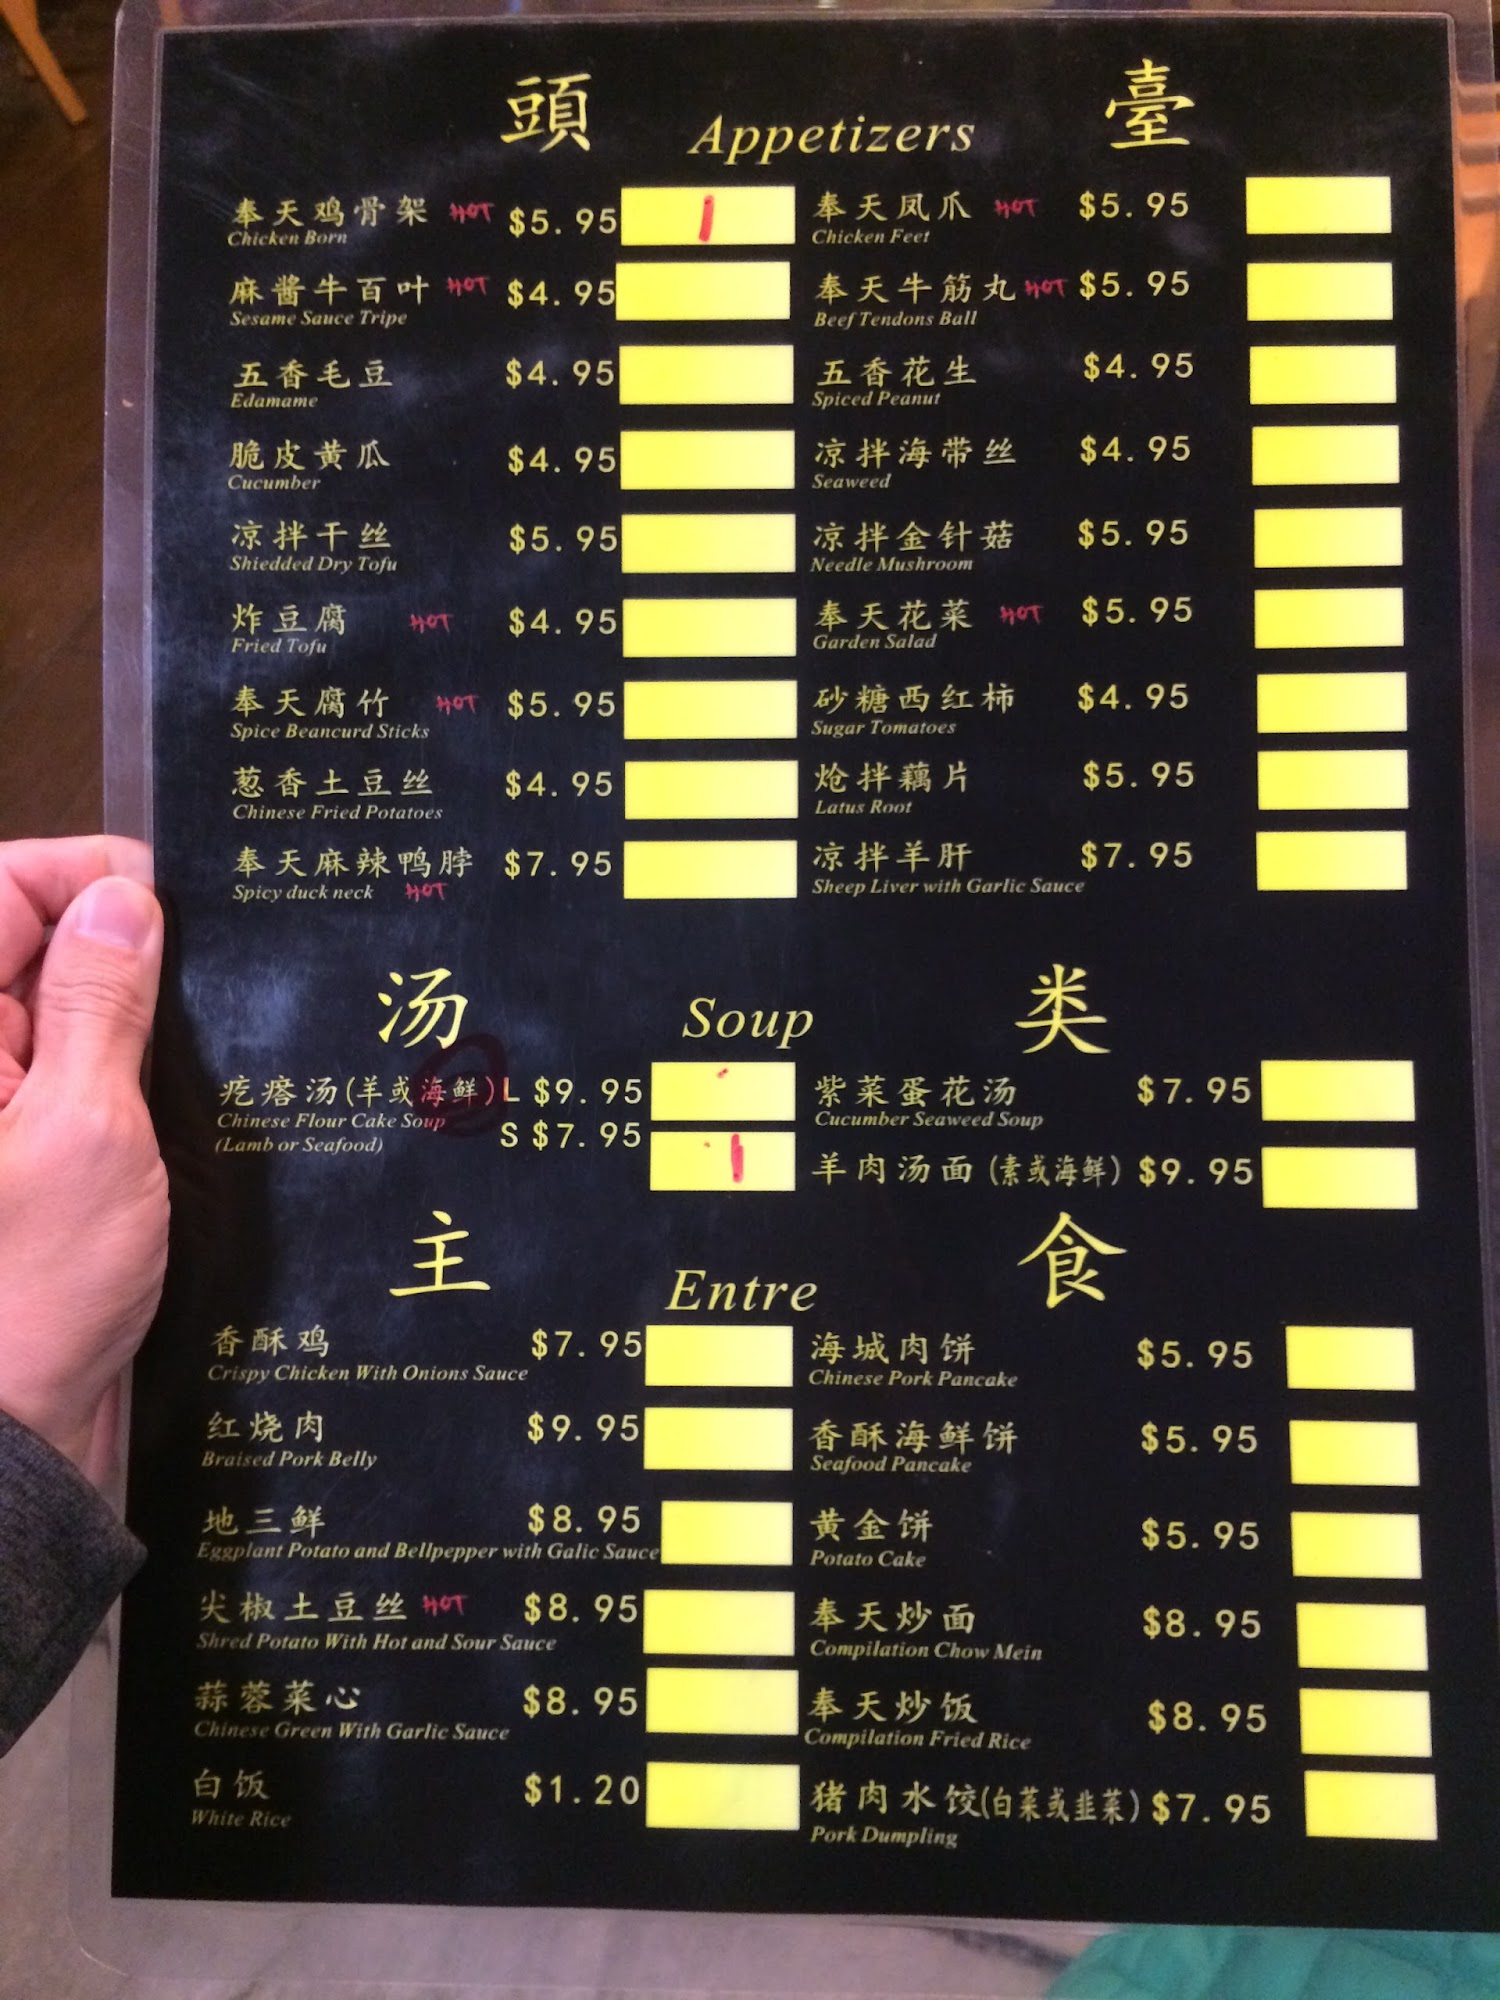 頭 Appetizers 臺
奉天鸡骨架 HOT $5.95 1
Chicken Born
奉天凤爪 HOT $5.95
Chicken Feet
麻酱牛百叶 HOT $4.95
Sesame Sauce Tripe
奉天牛筋丸 HOT $5.95
Beef Tendons Ball
五香毛豆 $4.95
Edamame
五香花生 $4.95
Spiced Peanut
脆皮黄瓜 $4.95
Cucumber
凉拌海带丝 $4.95
Seaweed
凉拌干丝 $5.95
Shiedded Dry Tofu
凉拌金针菇 $5.95
Needle Mushroom
炸豆腐 HOT $4.95
Fried Tofu
奉天花菜 HOT $5.95
Garden Salad
奉天腐竹 HOT $5.95
Spice Beancurd Sticks
砂糖西红柿 $4.95
Sugar Tomatoes
葱香土豆丝 $4.95
Chinese Fried Potatoes
炝拌藕片 $5.95
Latus Root
奉天麻辣鸭脖 $7.95
Spicy duck neck HOT
凉拌羊肝 $7.95
Sheep Liver with Garlic Sauce
汤 Soup 类
疙瘩汤(羊或海鲜) L $9.95
Chinese Flour Cake Soup
S $7.95 1
(Lamb or Seafood)
紫菜蛋花汤 $7.95
Cucumber Seaweed Soup
羊肉汤面 (素或海鲜) $9.95
主 Entre 食
香酥鸡 $7.95
Crispy Chicken With Onions Sauce
海城肉饼 $5.95
Chinese Pork Pancake
红烧肉 $9.95
Braised Pork Belly
香酥海鲜饼 $5.95
Seafood Pancake
地三鲜 $8.95
Eggplant Potato and Bellpepper with Galic Sauce
黄金饼 $5.95
Potato Cake
尖椒土豆丝 HOT $8.95
Shred Potato With Hot and Sour Sauce
奉天炒面 $8.95
Compilation Chow Mein
蒜蓉菜心 $8.95
Chinese Green With Garlic Sauce
奉天炒饭 $8.95
Compilation Fried Rice
白饭 $1.20
White Rice
猪肉水饺(白菜或韭菜) $7.95
Pork Dumpling